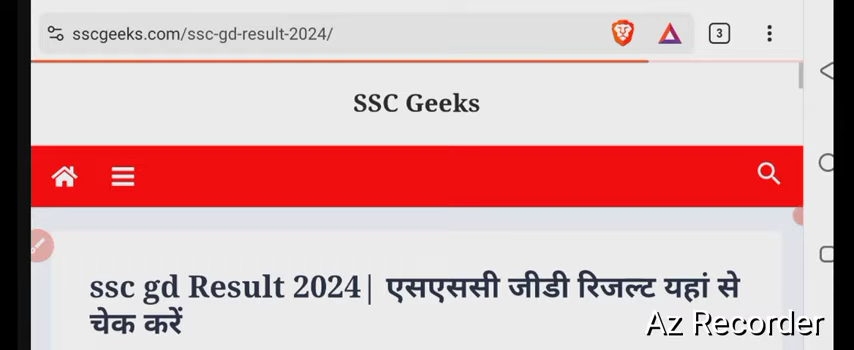 sscgeeks.com/ssc-gd-result-2024/
3
SSC Geeks
ssc gd Result 2024| एसएससी जीडी रिजल्ट यहां से
चेक करें
Az Recorder